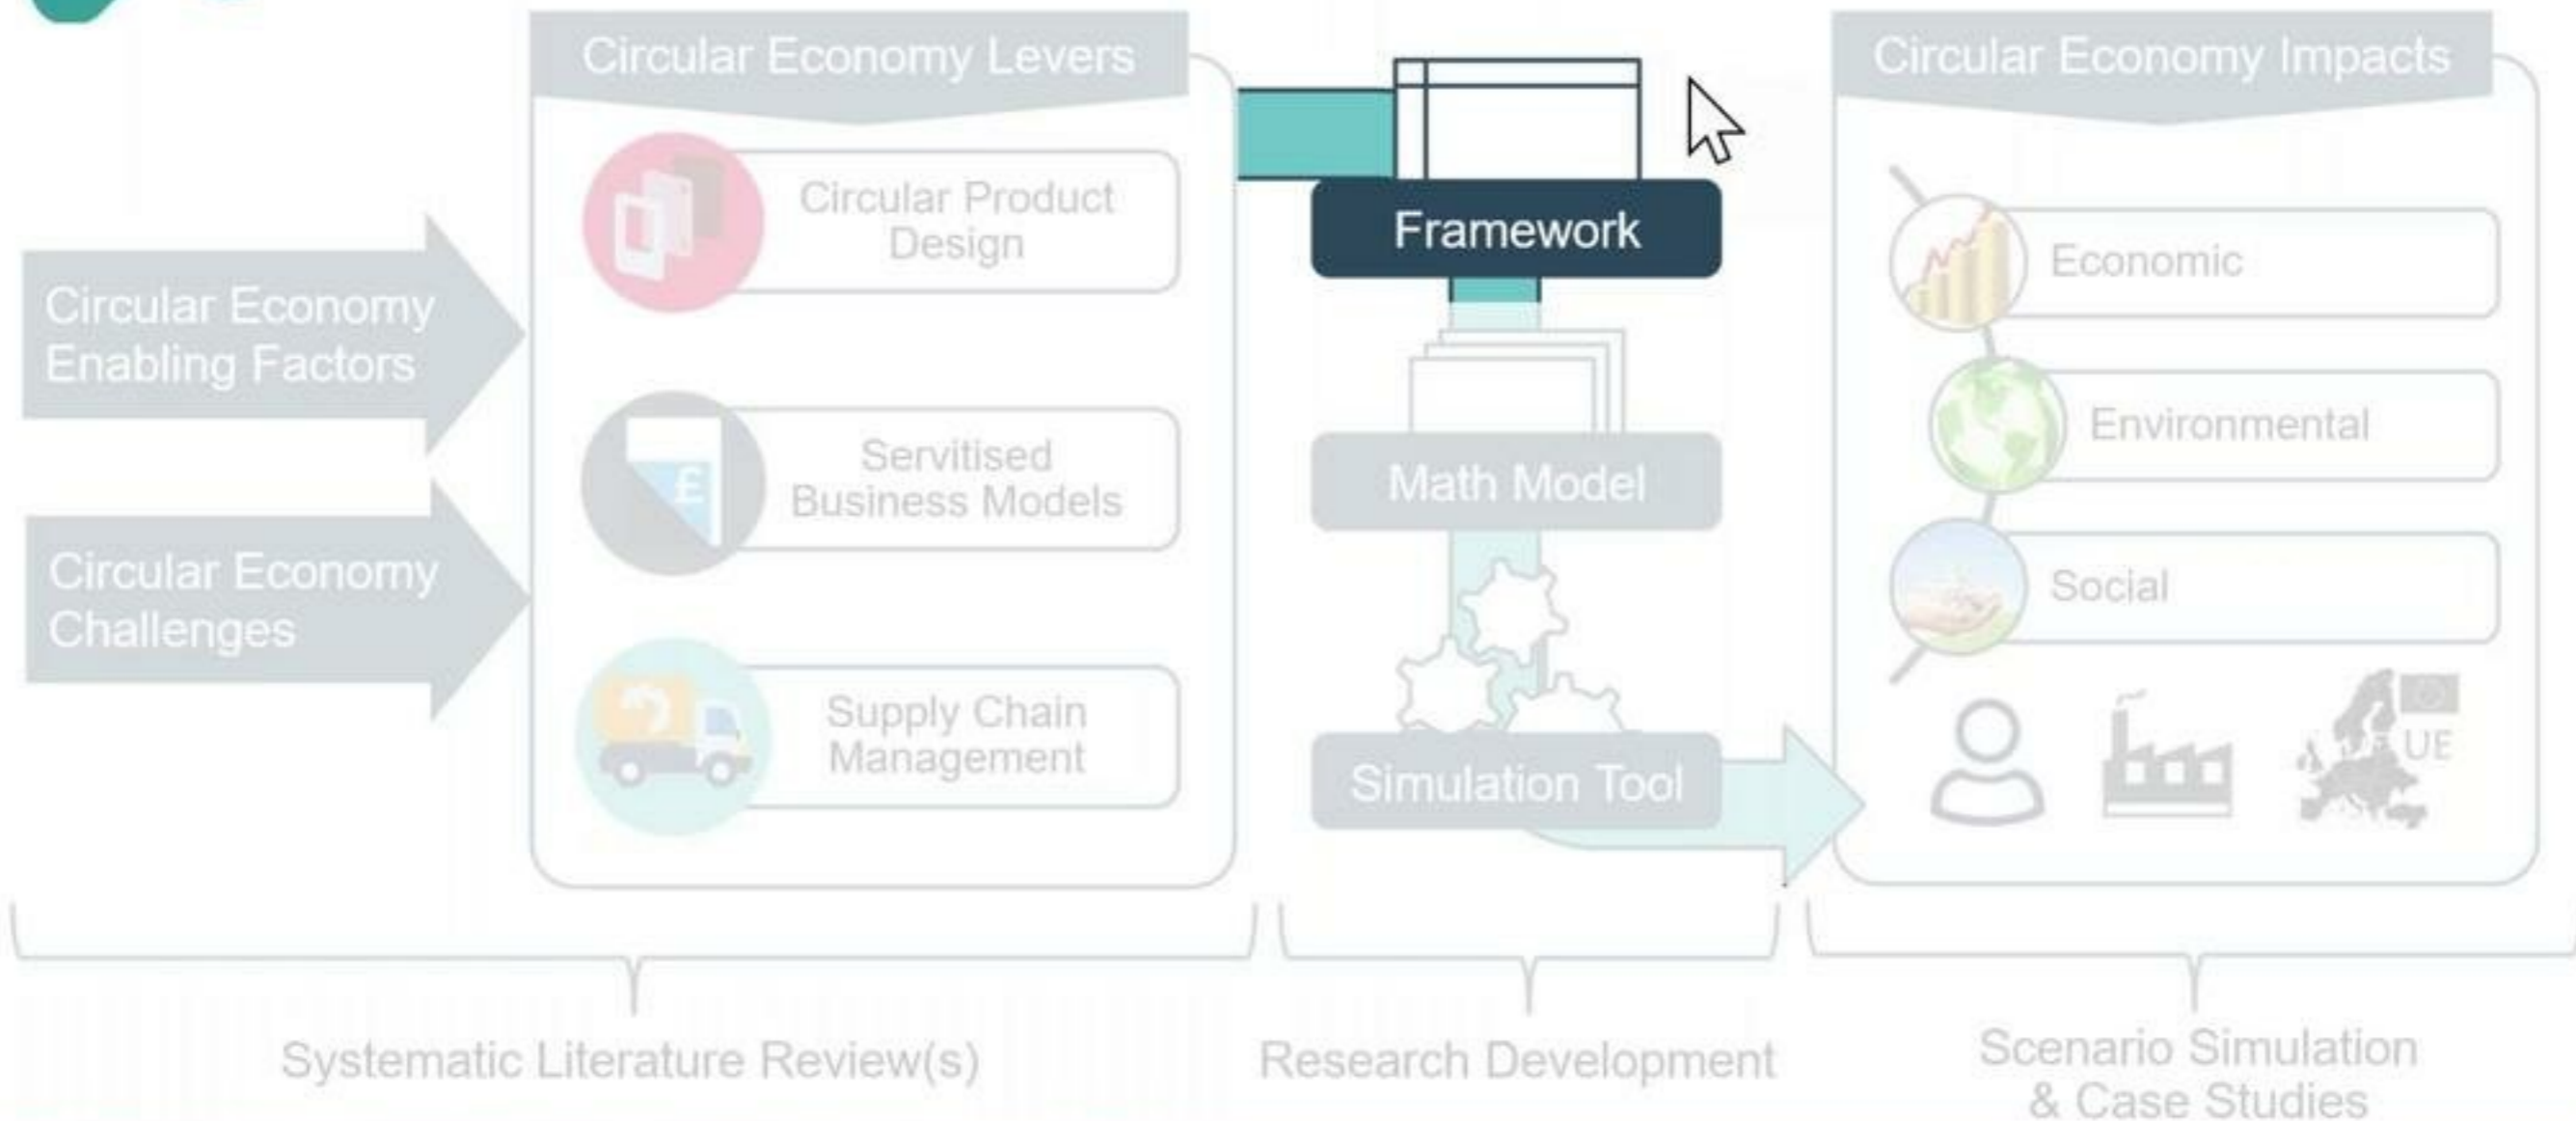 Circular Economy
Enabling Factors
Circular Economy
Challenges
Circular Economy Levers
Circular Product
Design
£
Servitised
Business Models
Supply Chain
Management
Framework
Math Model
Simulation Tool
Circular Economy Impacts
Economic
Environmental
Social
UE
Systematic Literature Review(s)
Research Development
Scenario Simulation
& Case Studies